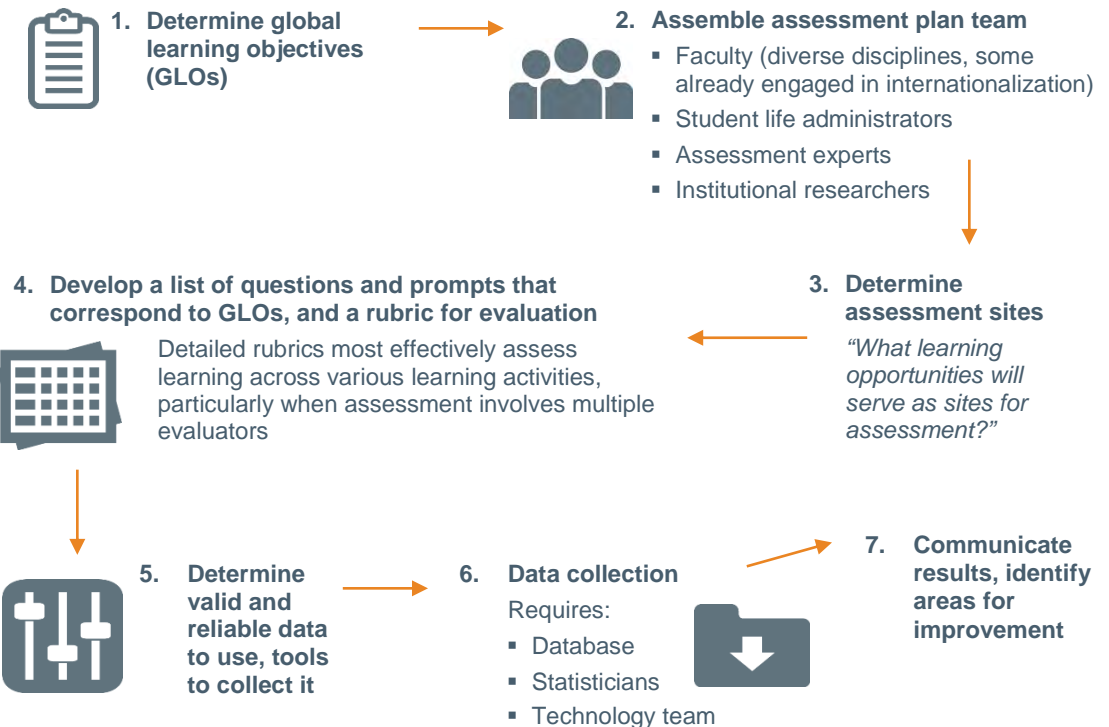 1. Determine global
learning objectives
(GLOs)
2. Assemble assessment plan team
▪ Faculty (diverse disciplines, some
already engaged in internationalization)
▪ Student life administrators
▪ Assessment experts
▪ Institutional researchers
3. Determine
assessment sites
“What learning
opportunities will
serve as sites for
assessment?”
4. Develop a list of questions and prompts that
correspond to GLOs, and a rubric for evaluation
Detailed rubrics most effectively assess
learning across various learning activities,
particularly when assessment involves multiple
evaluators
5. Determine
valid and
reliable data
to use, tools
to collect it
6. Data collection
Requires:
▪ Database
▪ Statisticians
▪ Technology team
7. Communicate
results, identify
areas for
improvement